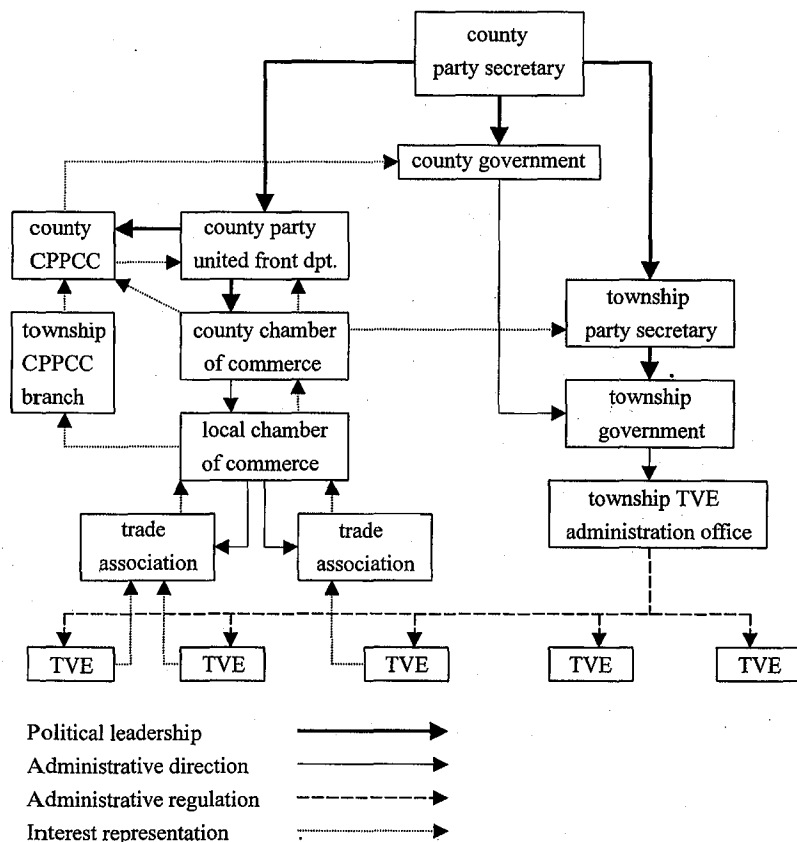 county
party secretary
county government
county
CPPCC
county party
united front dpt.
township
party secretary
township
CPPCC
branch
county chamber
of commerce
township
government
local chamber
of commerce
township TVE
administration office
trade
association
trade
association
TVE
TVE
TVE
TVE
TVE
Political leadership
Administrative direction
Administrative regulation
Interest representation